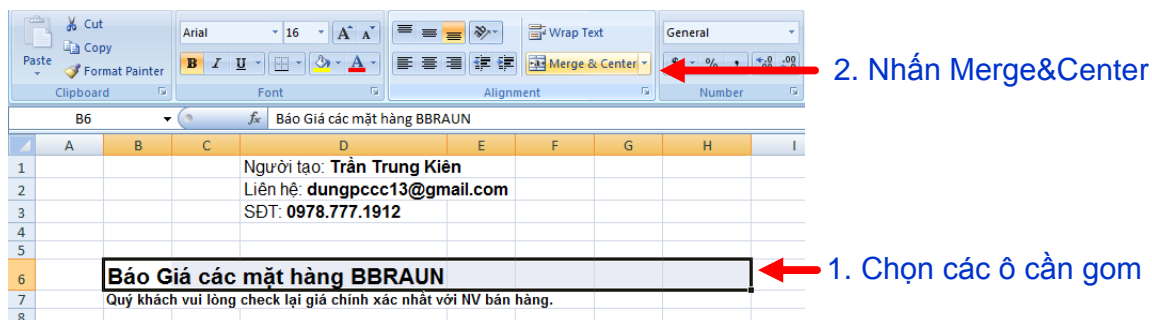 Cut
Copy
Paste
Format Painter
Clipboard
Arial 16 A A
B I U A
Font
Wrap Text
Merge & Center
Alignment
General
$ % , .0 .00
Number
2. Nhấn Merge&Center
B6 fx Báo Giá các mặt hàng BBRAUN
A B C D E F G H I
1 Người tạo: Trần Trung Kiên
2 Liên hệ: dungpccc13@gmail.com
3 SĐT: 0978.777.1912
4
5
6 Báo Giá các mặt hàng BBRAUN
1. Chọn các ô cần gom
7 Quý khách vui lòng check lại giá chính xác nhất với NV bán hàng.
8